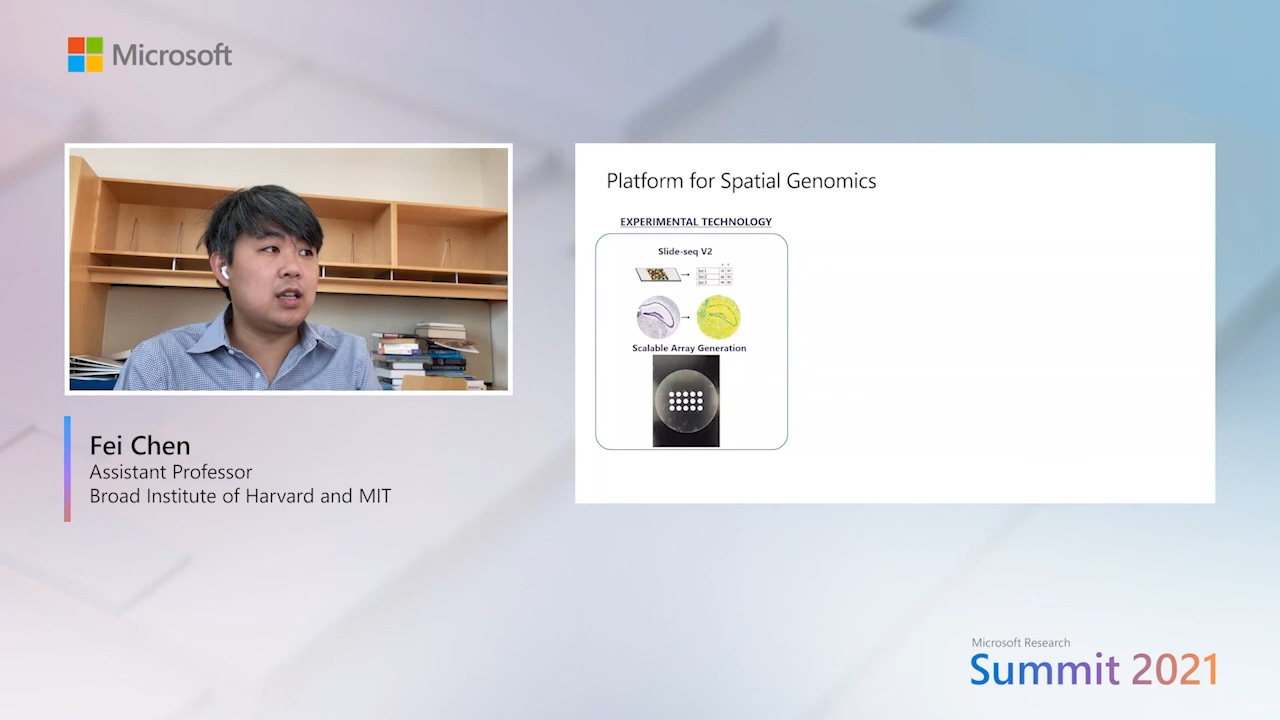 Microsoft
Platform for Spatial Genomics
EXPERIMENTAL TECHNOLOGY
Slide-seq V2
Scalable Array Generation
Fei Chen
Assistant Professor
Broad Institute of Harvard and MIT
Microsoft Research
Summit 2021